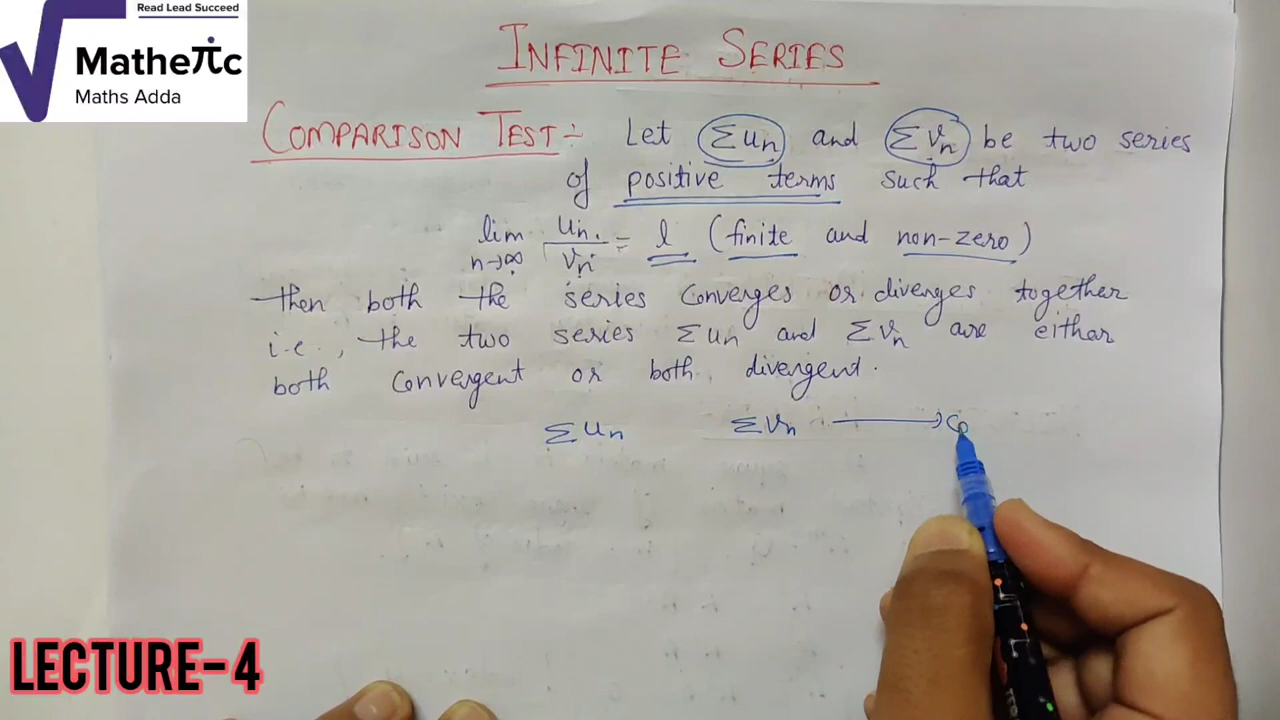 Read Lead Succeed
Matheπc
Maths Adda
INFINITE SERIES
COMPARISON TEST :- Let Σun and Σvn be two series
of positive terms such that
lim n→∞ un/vn = l (finite and non-zero)
then both the series converges or diverges together
i.e., the two series Σun and Σvn are eithar
both convergent or both divergent.
Σun Σvn → Co
LECTURE-4